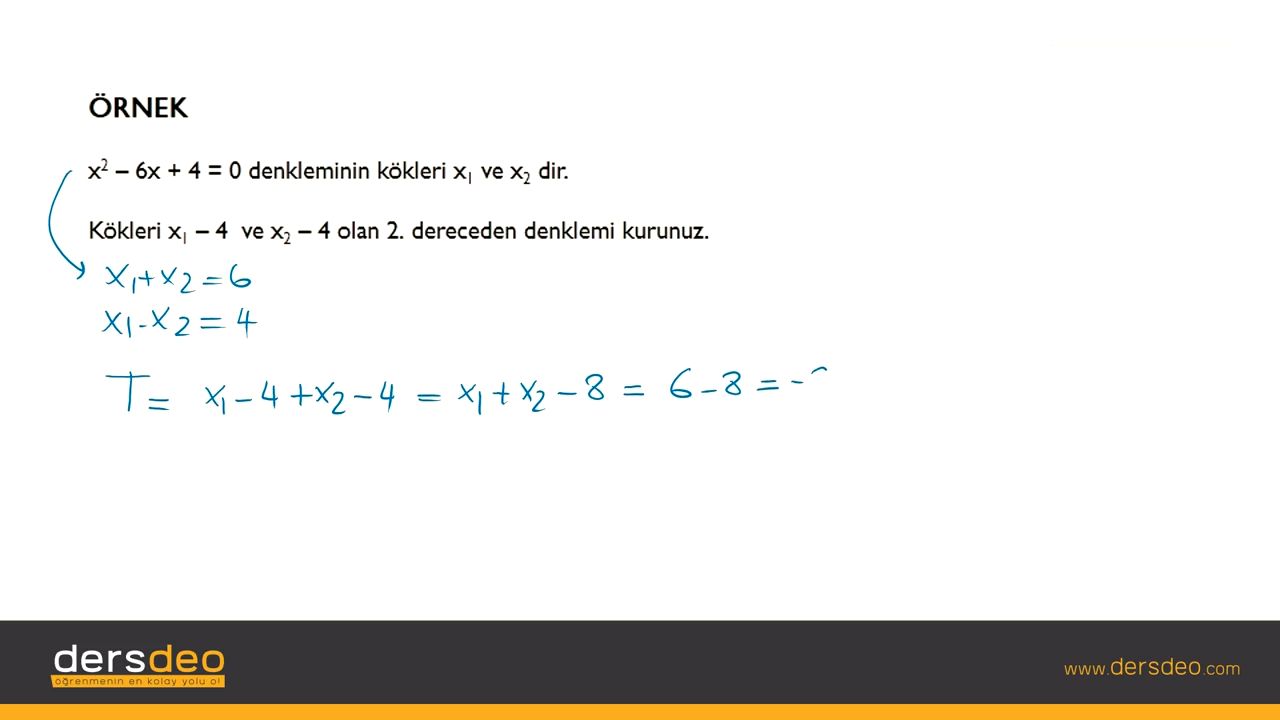 ÖRNEK
x² – 6x + 4 = 0 denkleminin kökleri x₁ ve x₂ dir.
Kökleri x₁ – 4 ve x₂ – 4 olan 2. dereceden denklemi kurunuz.
x₁+x₂=6
x₁-x₂=4
T= x₁-4+x₂-4 = x₁+x₂-8 = 6-8 = -
dersdeo
öğrenmenin en kolay yolu o!
www.dersdeo.com